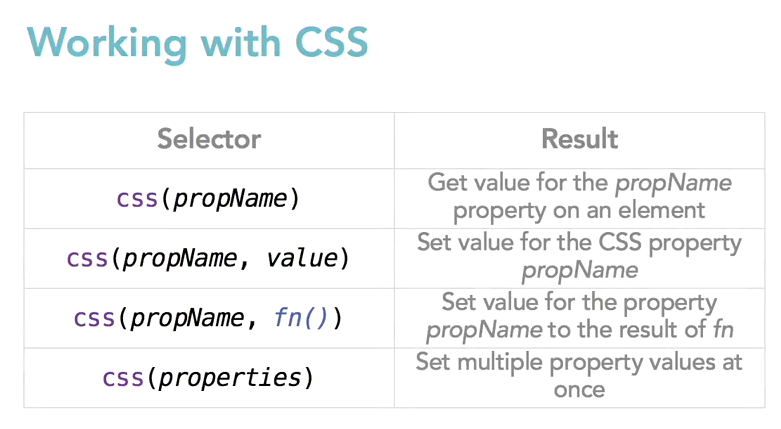 Working with CSS
Selector
Result
css(propName)
Get value for the propName
property on an element
css(propName, value)
Set value for the CSS property
propName
css(propName, fn())
Set value for the property
propName to the result of fn
css(properties)
Set multiple property values at
once